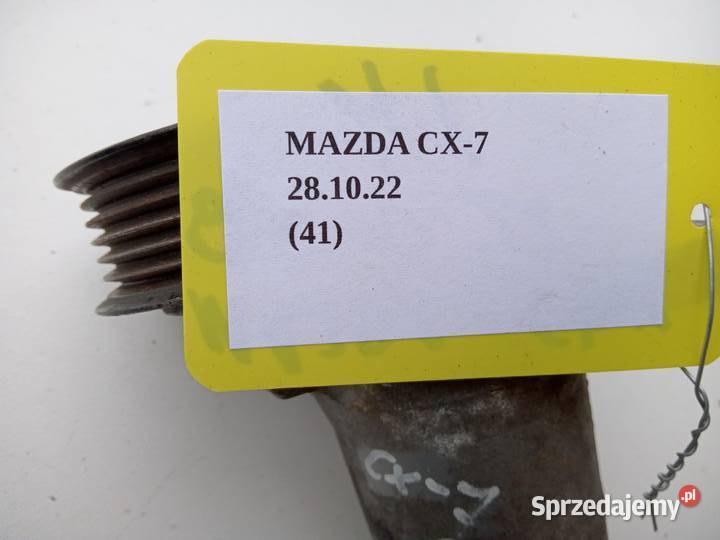 MAZDA CX-7
28.10.22
(41)
CX-7
Sprzedajemy.pl